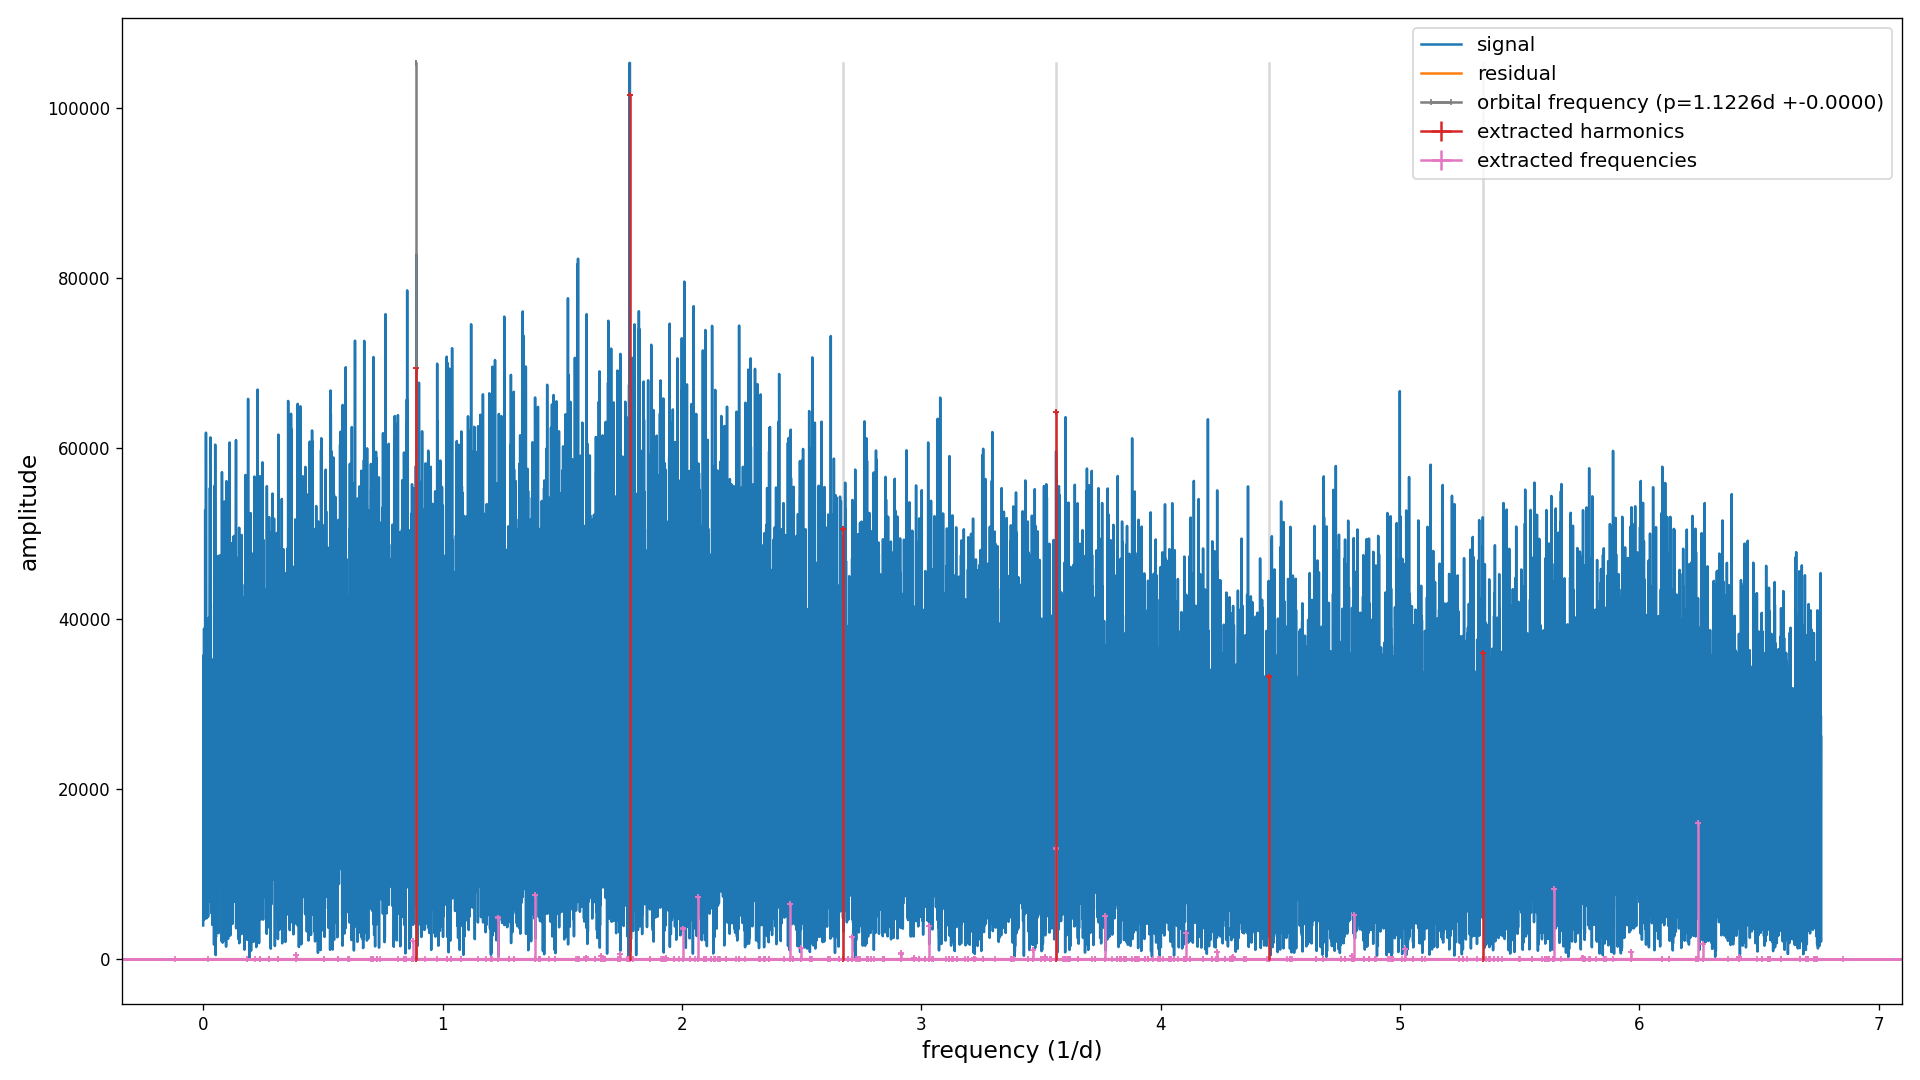 signal
residual
orbital frequency (p=1.1226d +-0.0000)
extracted harmonics
extracted frequencies
100000
80000
60000
40000
20000
0
amplitude
0 1 2 3 4 5 6 7
frequency (1/d)